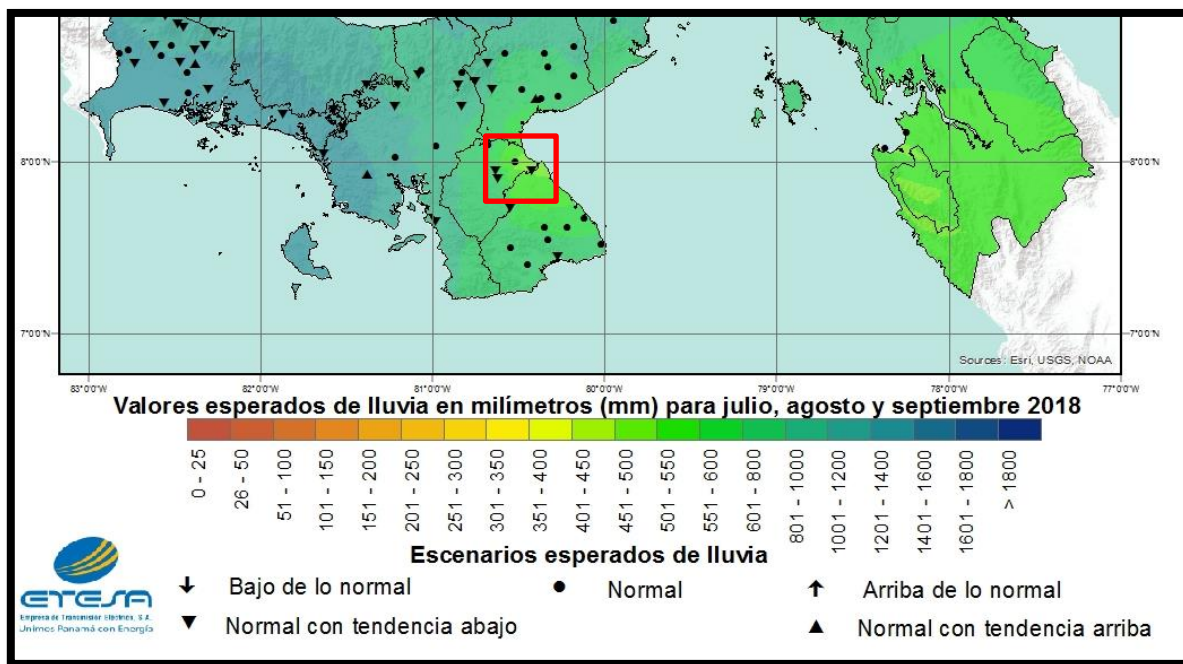 8°0'0"N
8°0'0"N
7°0'0"N
7°0'0"N
Sources: Esri, USGS, NOAA
83°0'0"W 82°0'0"W 81°0'0"W 80°0'0"W 79°0'0"W 78°0'0"W 77°0'0"W
Valores esperados de lluvia en milímetros (mm) para julio, agosto y septiembre 2018
0 - 25
26 - 50
51 - 100
101 - 150
151 - 200
201 - 250
251 - 300
301 - 350
351 - 400
401 - 450
451 - 500
501 - 550
551 - 600
601 - 800
801 - 1000
1001 - 1200
1201 - 1400
1401 - 1600
1601 - 1800
> 1800
Escenarios esperados de lluvia
Bajo de lo normal
Normal
Arriba de lo normal
Normal con tendencia abajo
Normal con tendencia arriba
ETESA
Empresa de Transmisión Eléctrica, S.A.
Unimos Panamá con Energía